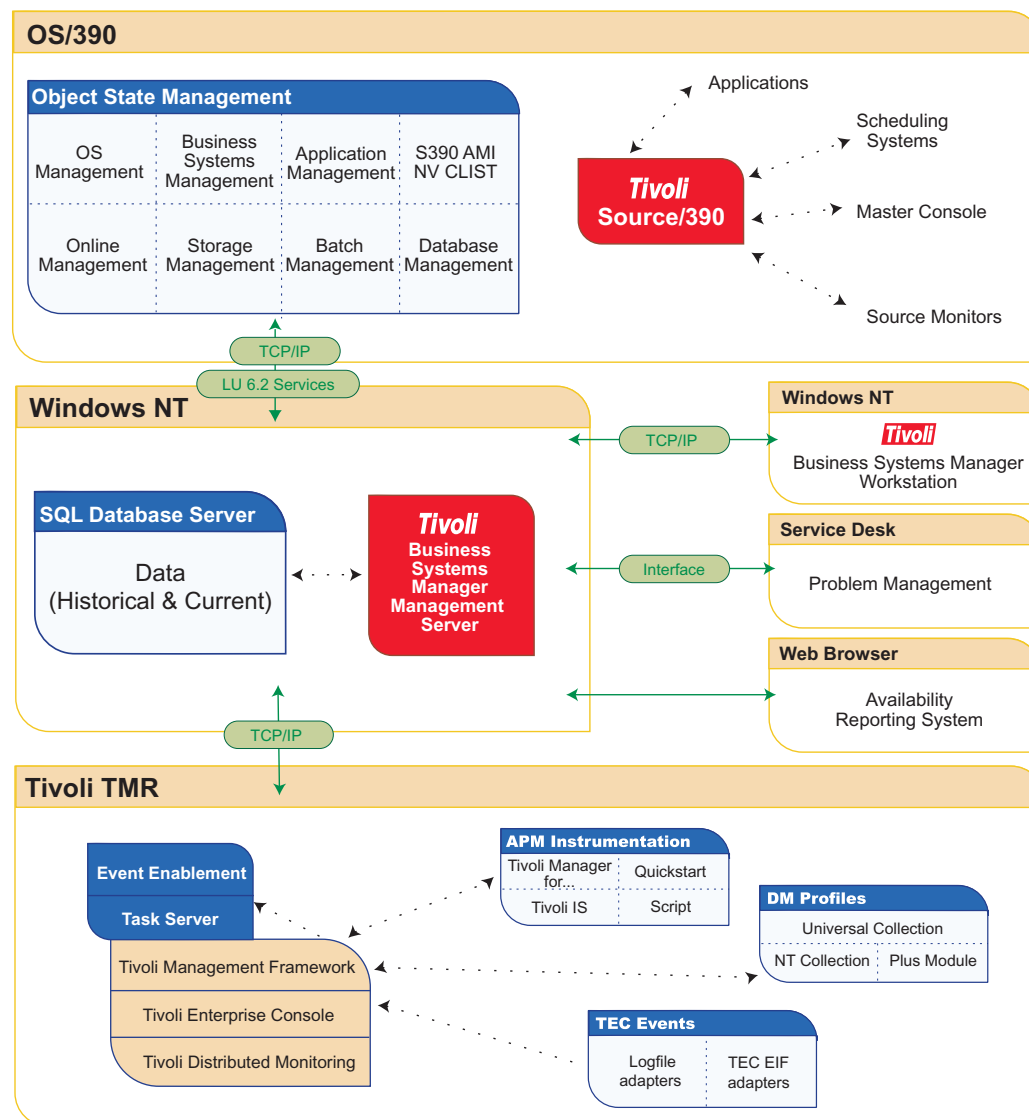 OS/390
Object State Management
OS
Management
Business
Systems
Management
Application
Management
S390 AMI
NV CLIST
Online
Management
Storage
Management
Batch
Management
Database
Management
Applications
Scheduling
Systems
Tivoli
Source/390
Master Console
Source Monitors
TCP/IP
LU 6.2 Services
Windows NT
SQL Database Server
Data
(Historical & Current)
Tivoli
Business
Systems
Manager
Management
Server
TCP/IP
Windows NT
Tivoli
Business Systems Manager
Workstation
Interface
Service Desk
Problem Management
Web Browser
Availability
Reporting System
TCP/IP
Tivoli TMR
Event Enablement
Task Server
Tivoli Management Framework
Tivoli Enterprise Console
Tivoli Distributed Monitoring
APM Instrumentation
Tivoli Manager
for...
Quickstart
Tivoli IS
Script
DM Profiles
Universal Collection
NT Collection
Plus Module
TEC Events
Logfile
adapters
TEC EIF
adapters